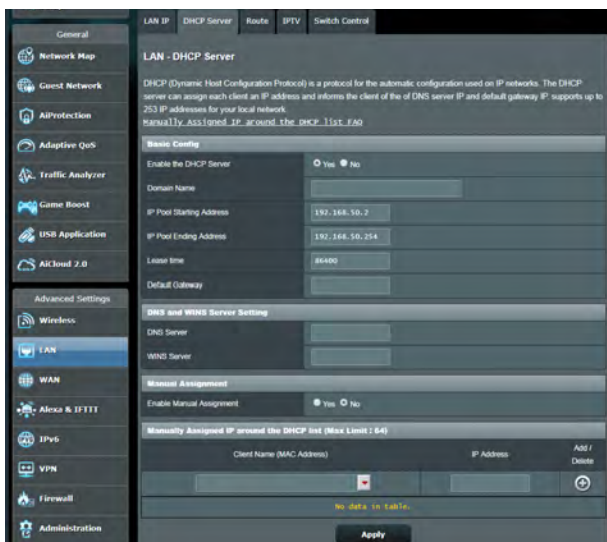 General
Network Map
Guest Network
AiProtection
Adaptive QoS
Traffic Analyzer
Game Boost
USB Application
AiCloud 2.0
Advanced Settings
Wireless
LAN
WAN
Alexa & IFTTT
IPv6
VPN
Firewall
Administration
LAN IP DHCP Server Route IPTV Switch Control
LAN - DHCP Server
DHCP (Dynamic Host Configuration Protocol) is a protocol for the automatic configuration used on IP networks. The DHCP
server can assign each client an IP address and informs the client of the of DNS server IP and default gateway IP. supports up to
253 IP addresses for your local network.
Manually Assigned IP around the DHCP list FAQ
Basic Config
Enable the DHCP Server Yes No
Domain Name
IP Pool Starting Address 192.168.50.2
IP Pool Ending Address 192.168.50.254
Lease time 86400
Default Gateway
DNS and WINS Server Setting
DNS Server
WINS Server
Manual Assignment
Enable Manual Assignment Yes No
Manually Assigned IP around the DHCP list (Max Limit : 64)
Client Name (MAC Address) IP Address Add / Delete
No data in table.
Apply